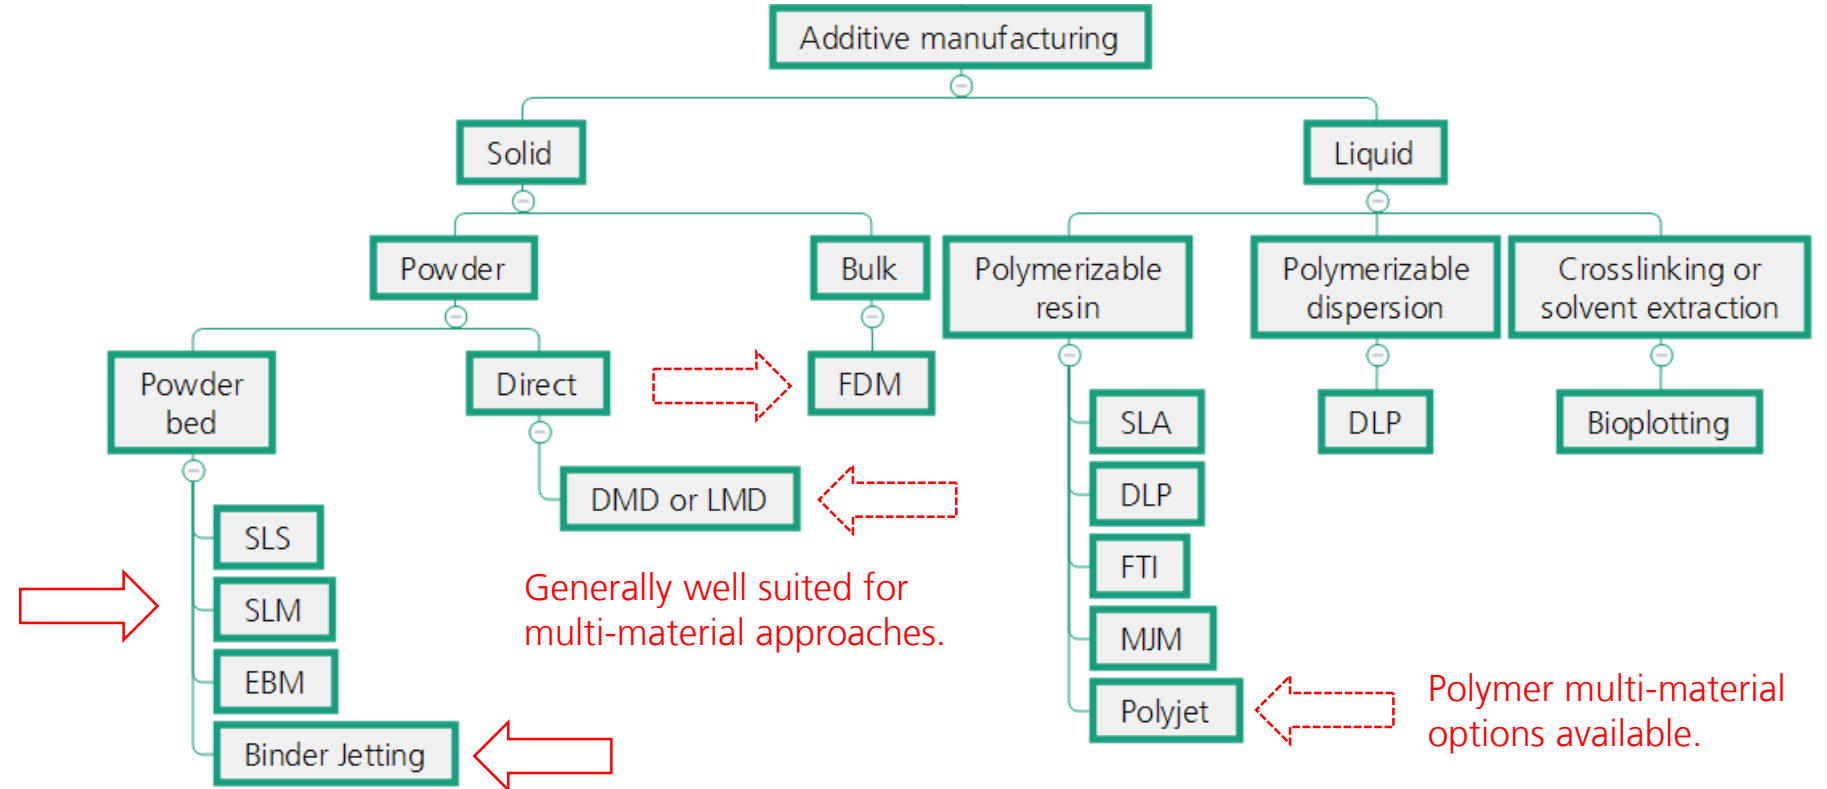 Additive manufacturing
Solid
Liquid
Powder
Bulk
Polymerizable
resin
Polymerizable
dispersion
Crosslinking or
solvent extraction
Powder
bed
Direct
FDM
SLA
DLP
Bioplotting
DMD or LMD
DLP
SLS
FTI
SLM
Generally well suited for
multi-material approaches.
MJM
EBM
Polyjet
Polymer multi-material
options available.
Binder Jetting